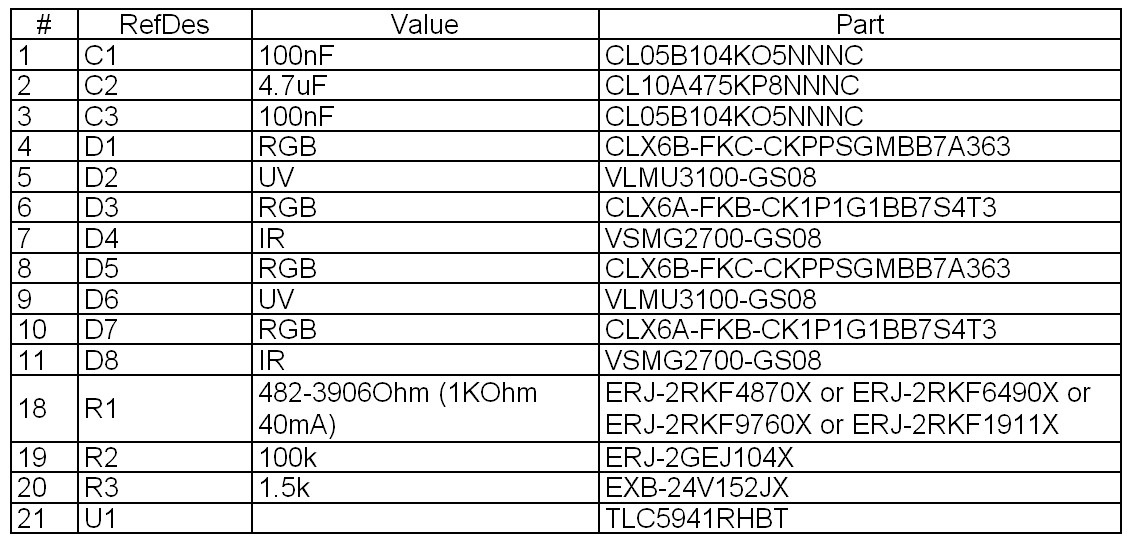 # RefDes Value Part
1 C1 100nF CL05B104KO5NNNC
2 C2 4.7uF CL10A475KP8NNNC
3 C3 100nF CL05B104KO5NNNC
4 D1 RGB CLX6B-FKC-CKPPSGMBB7A363
5 D2 UV VLMU3100-GS08
6 D3 RGB CLX6A-FKB-CK1P1G1BB7S4T3
7 D4 IR VSMG2700-GS08
8 D5 RGB CLX6B-FKC-CKPPSGMBB7A363
9 D6 UV VLMU3100-GS08
10 D7 RGB CLX6A-FKB-CK1P1G1BB7S4T3
11 D8 IR VSMG2700-GS08
18 R1 482-3906Ohm (1KOhm 40mA) ERJ-2RKF4870X or ERJ-2RKF6490X or ERJ-2RKF9760X or ERJ-2RKF1911X
19 R2 100k ERJ-2GEJ104X
20 R3 1.5k EXB-24V152JX
21 U1 TLC5941RHBT